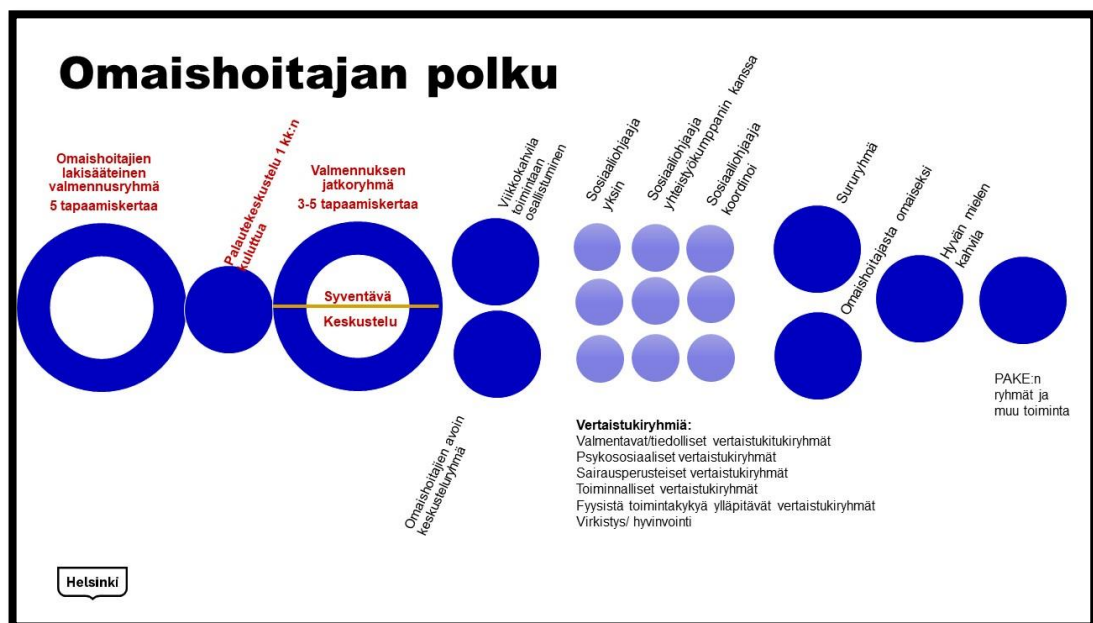 Omaishoitajan polku
Omaishoitajien
lakisääteinen
valmennusryhmä
5 tapaamiskertaa
Palautekeskustelu 1 kk:n
kuluttua
Valmennuksen
jatkoryhmä
3-5 tapaamiskertaa
Syventävä
Keskustelu
Viikkokahvila
toimintaan
osallistuminen
Omaishoitajien avoin
keskusteluryhmä
Sosiaaliohjaaja
yksin
Sosiaaliohjaaja
yhteistyökumppanin kanssa
Sosiaaliohjaaja
koordinoi
Vertaistukiryhmiä:
Valmentavat/tiedolliset vertaistukitukiryhmät
Psykososiaaliset vertaistukiryhmät
Sairausperusteiset vertaistukiryhmät
Toiminnalliset vertaistukiryhmät
Fyysistä toimintakykyä ylläpitävät vertaistukiryhmät
Virkistys/ hyvinvointi
Sururyhmä
Omaishoitajasta omaiseksi
Hyvän mielen
kahvila
PAKE:n
ryhmät ja
muu toiminta
Helsinki